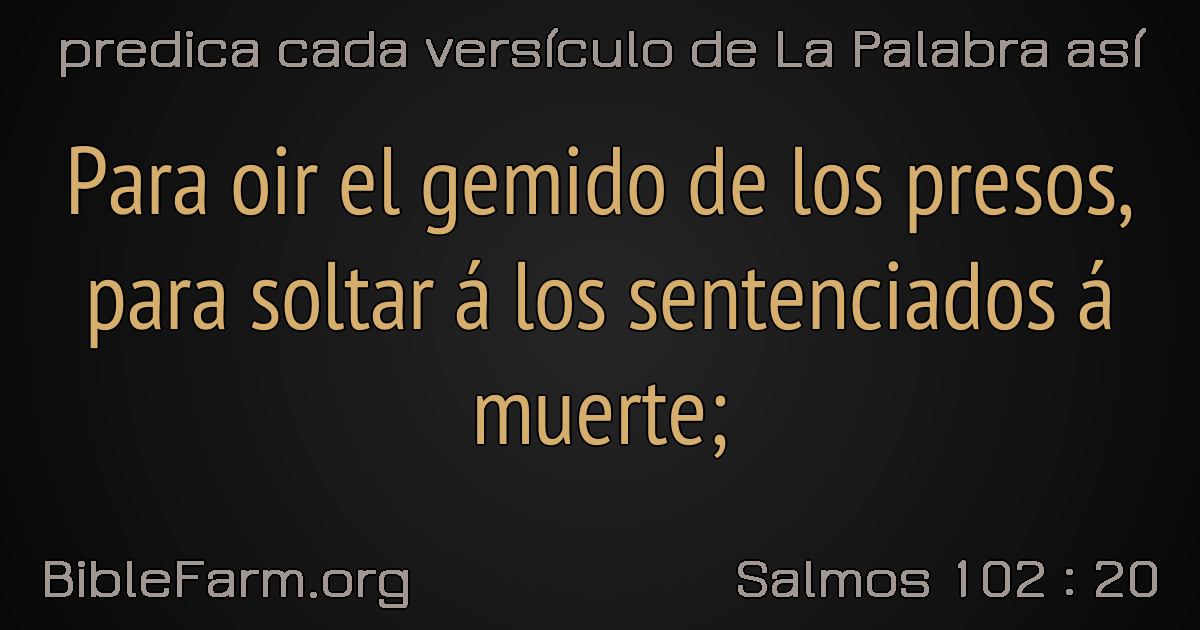 predica cada versículo de La Palabra así
Para oir el gemido de los presos,
para soltar á los sentenciados á
muerte;
BibleFarm.org
Salmos 102 : 20